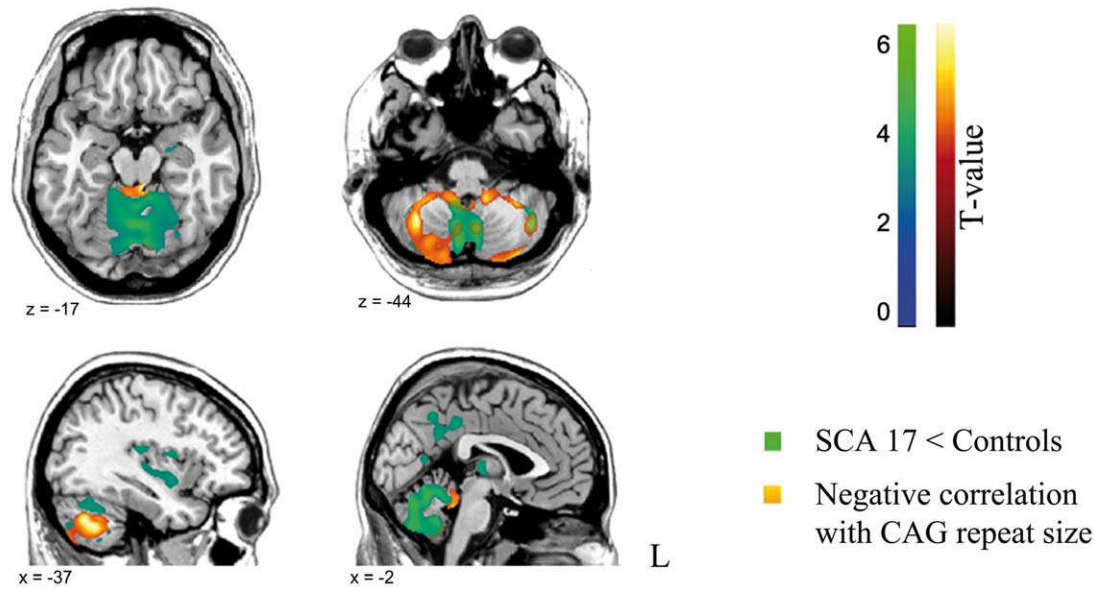 z = -17
z = -44
6
4
2
0
T-value
x = -37
x = -2
L
SCA 17 < Controls
Negative correlation
with CAG repeat size